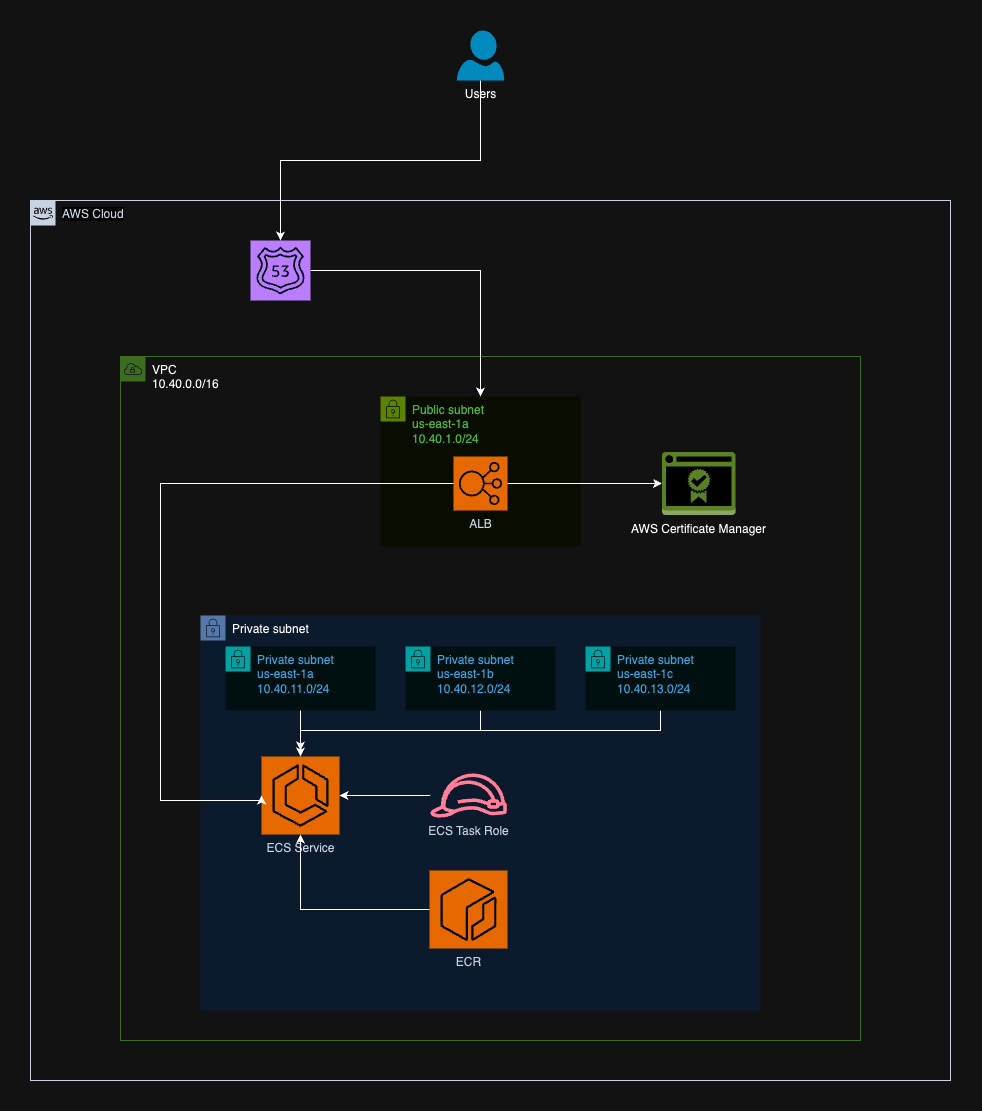 Users
aws
AWS Cloud
53
VPC
10.40.0.0/16
Public subnet
us-east-1a
10.40.1.0/24
ALB
AWS Certificate Manager
Private subnet
Private subnet
us-east-1a
10.40.11.0/24
Private subnet
us-east-1b
10.40.12.0/24
Private subnet
us-east-1c
10.40.13.0/24
ECS Service
ECS Task Role
ECR